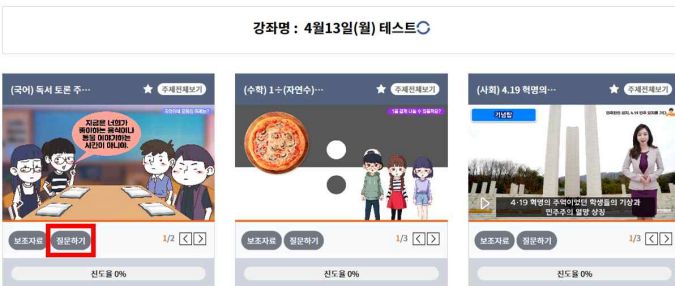 강좌명 : 4월13일(월) 테스트
(국어) 독서 토론 주…
주제전체보기
지금은 너희가
좋아하는 음식이나
동물 이야기하는
시간이 아니야.
보조자료
질문하기
1/2
진도율 0%
(수학) 1÷(자연수)…
주제전체보기
1을 같게 나눌 수 있을까요?
보조자료
질문하기
1/3
진도율 0%
(사회) 4.19 혁명의…
주제전체보기
기념탑
4·19 혁명의 주역이었던 학생들의 기상과
민주주의 열망 상징
보조자료
질문하기
1/3
진도율 0%